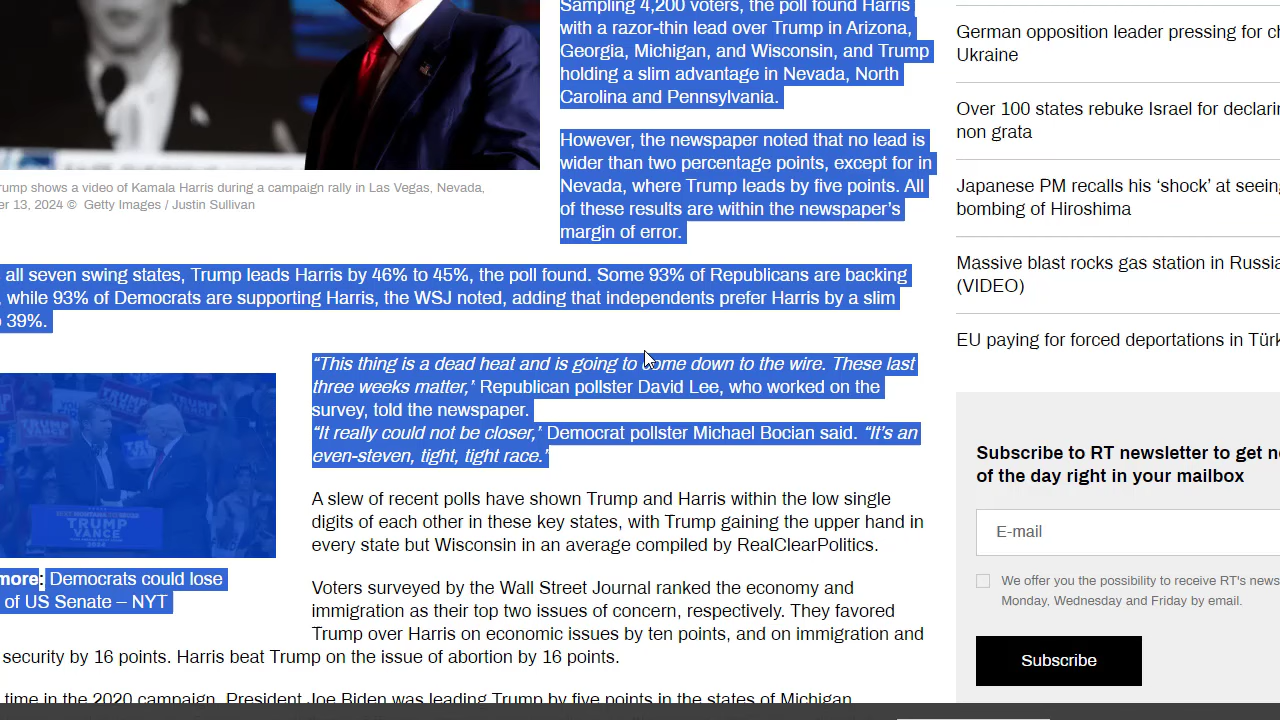 Sampling 4,200 voters, the poll found Harris
with a razor-thin lead over Trump in Arizona,
Georgia, Michigan, and Wisconsin, and Trump
holding a slim advantage in Nevada, North
Carolina and Pennsylvania.
However, the newspaper noted that no lead is
wider than two percentage points, except for in
Nevada, where Trump leads by five points. All
of these results are within the newspaper’s
margin of error.
rump shows a video of Kamala Harris during a campaign rally in Las Vegas, Nevada,
er 13, 2024 © Getty Images / Justin Sullivan
all seven swing states, Trump leads Harris by 46% to 45%, the poll found. Some 93% of Republicans are backing
, while 93% of Democrats are supporting Harris, the WSJ noted, adding that independents prefer Harris by a slim
39%.
“This thing is a dead heat and is going to come down to the wire. These last
three weeks matter,” Republican pollster David Lee, who worked on the
survey, told the newspaper.
“It really could not be closer,” Democrat pollster Michael Bocian said. “It’s an
even-steven, tight, tight race.”
TRUMP
VANCE
more: Democrats could lose
of US Senate – NYT
A slew of recent polls have shown Trump and Harris within the low single
digits of each other in these key states, with Trump gaining the upper hand in
every state but Wisconsin in an average compiled by RealClearPolitics.
Voters surveyed by the Wall Street Journal ranked the economy and
immigration as their top two issues of concern, respectively. They favored
Trump over Harris on economic issues by ten points, and on immigration and
security by 16 points. Harris beat Trump on the issue of abortion by 16 points.
time in the 2020 campaign, President Joe Biden was leading Trump by five points in the states of Michigan,
German opposition leader pressing for
Ukraine
Over 100 states rebuke Israel for
non grata
Japanese PM recalls his ‘shock’ at
bombing of Hiroshima
Massive blast rocks gas station in Russia
(VIDEO)
EU paying for forced deportations in
Subscribe to RT newsletter to get
of the day right in your mailbox
E-mail
We offer you the possibility to receive RT's
Monday, Wednesday and Friday by email.
Subscribe